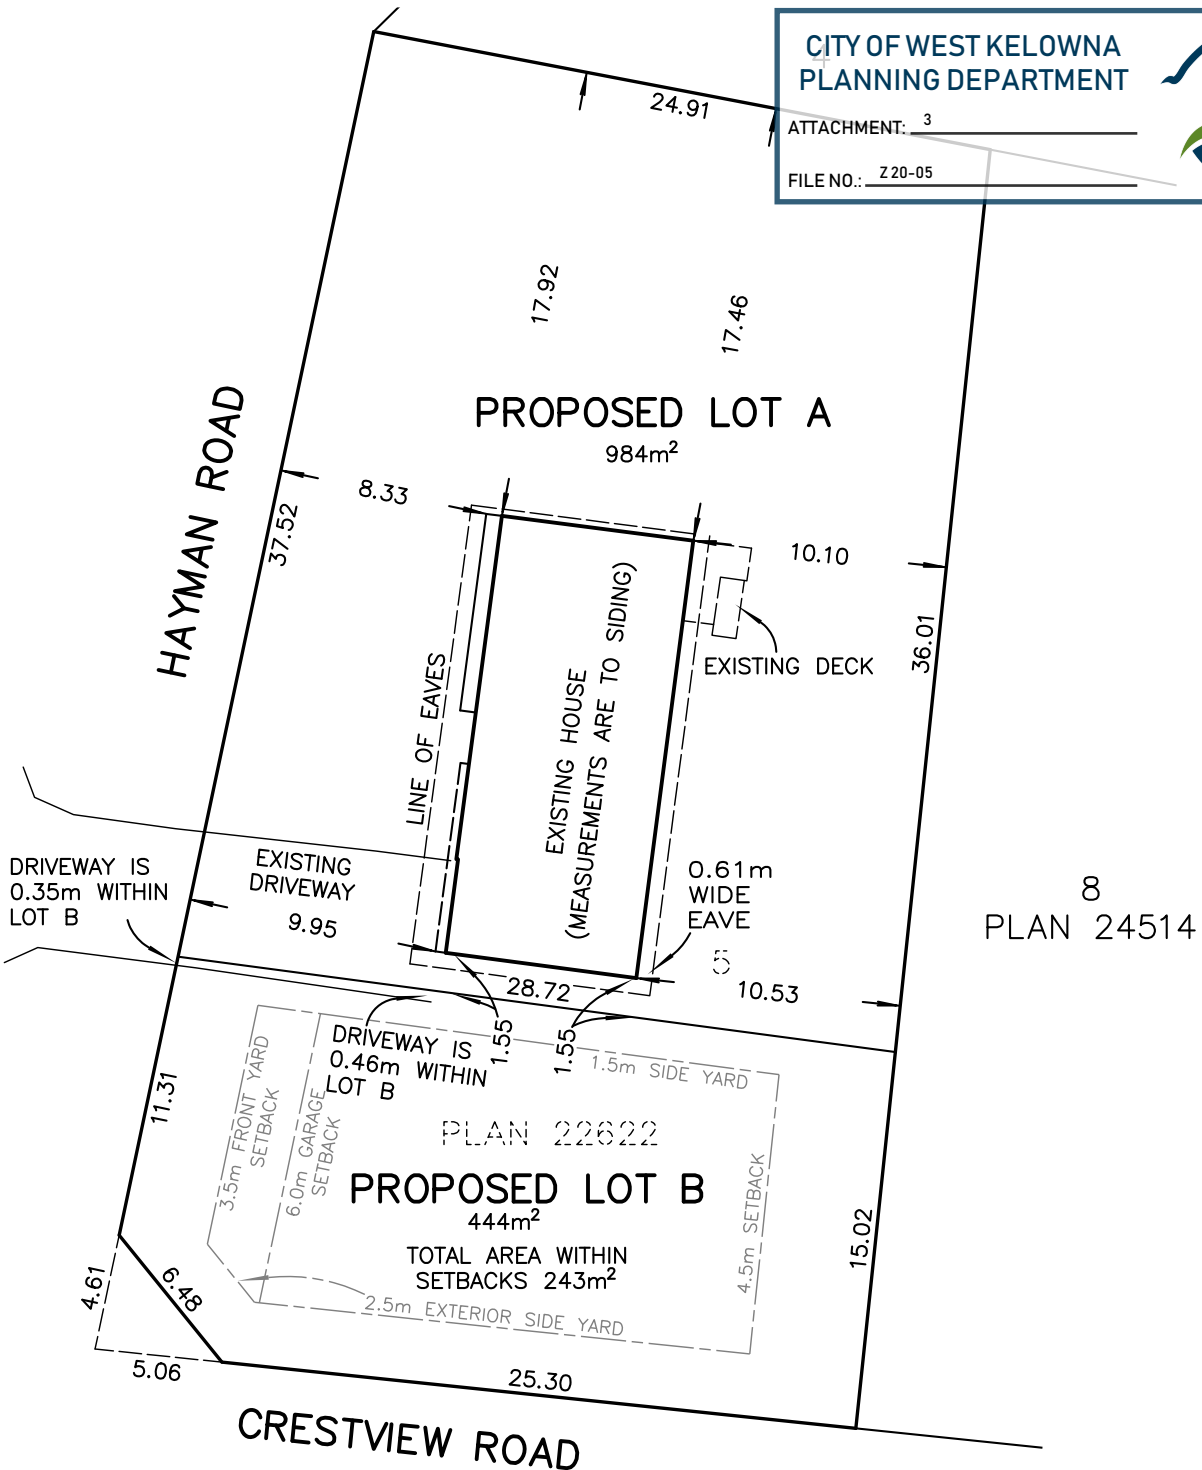 CITY OF WEST KELOWNA
PLANNING DEPARTMENT
ATTACHMENT: 3
FILE NO.: Z 20-05
4
24.91
17.92
17.46
PROPOSED LOT A
984m²
HAYMAN ROAD
37.52
8.33
10.10
36.01
EXISTING DECK
LINE OF EAVES
EXISTING HOUSE
(MEASUREMENTS ARE TO SIDING)
DRIVEWAY IS
0.35m WITHIN
LOT B
EXISTING
DRIVEWAY
9.95
0.61m
WIDE
EAVE
8
PLAN 24514
5
28.72
10.53
1.55
1.55
DRIVEWAY IS
0.46m WITHIN
LOT B
1.5m SIDE YARD
11.31
3.5m FRONT YARD
SETBACK
6.0m GARAGE
SETBACK
PLAN 22622
PROPOSED LOT B
444m²
TOTAL AREA WITHIN
SETBACKS 243m²
4.5m SETBACK
15.02
4.61
6.48
2.5m EXTERIOR SIDE YARD
5.06
25.30
CRESTVIEW ROAD